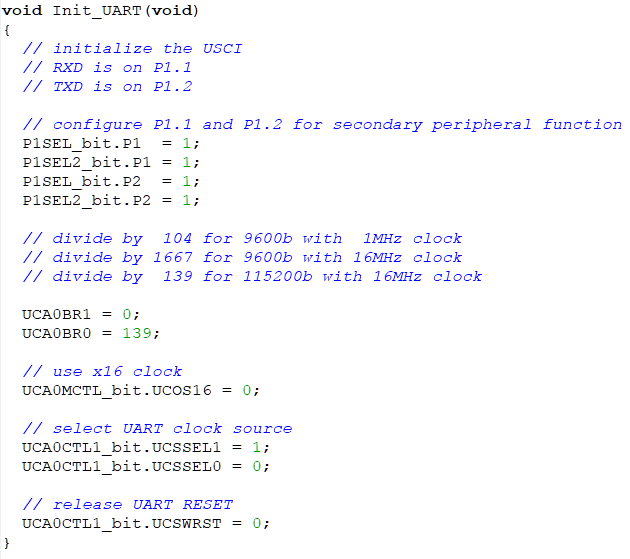 void Init_UART(void)
{
  // initialize the USCI
  // RXD is on P1.1
  // TXD is on P1.2

  // configure P1.1 and P1.2 for secondary peripheral function
  P1SEL_bit.P1  = 1;
  P1SEL2_bit.P1 = 1;
  P1SEL_bit.P2  = 1;
  P1SEL2_bit.P2 = 1;

  // divide by  104 for 9600b with  1MHz clock
  // divide by 1667 for 9600b with 16MHz clock
  // divide by  139 for 115200b with 16MHz clock

  UCA0BR1 = 0;
  UCA0BR0 = 139;

  // use x16 clock
  UCA0MCTL_bit.UCOS16 = 0;

  // select UART clock source
  UCA0CTL1_bit.UCSSEL1 = 1;
  UCA0CTL1_bit.UCSSEL0 = 0;

  // release UART RESET
  UCA0CTL1_bit.UCSWRST = 0;
}